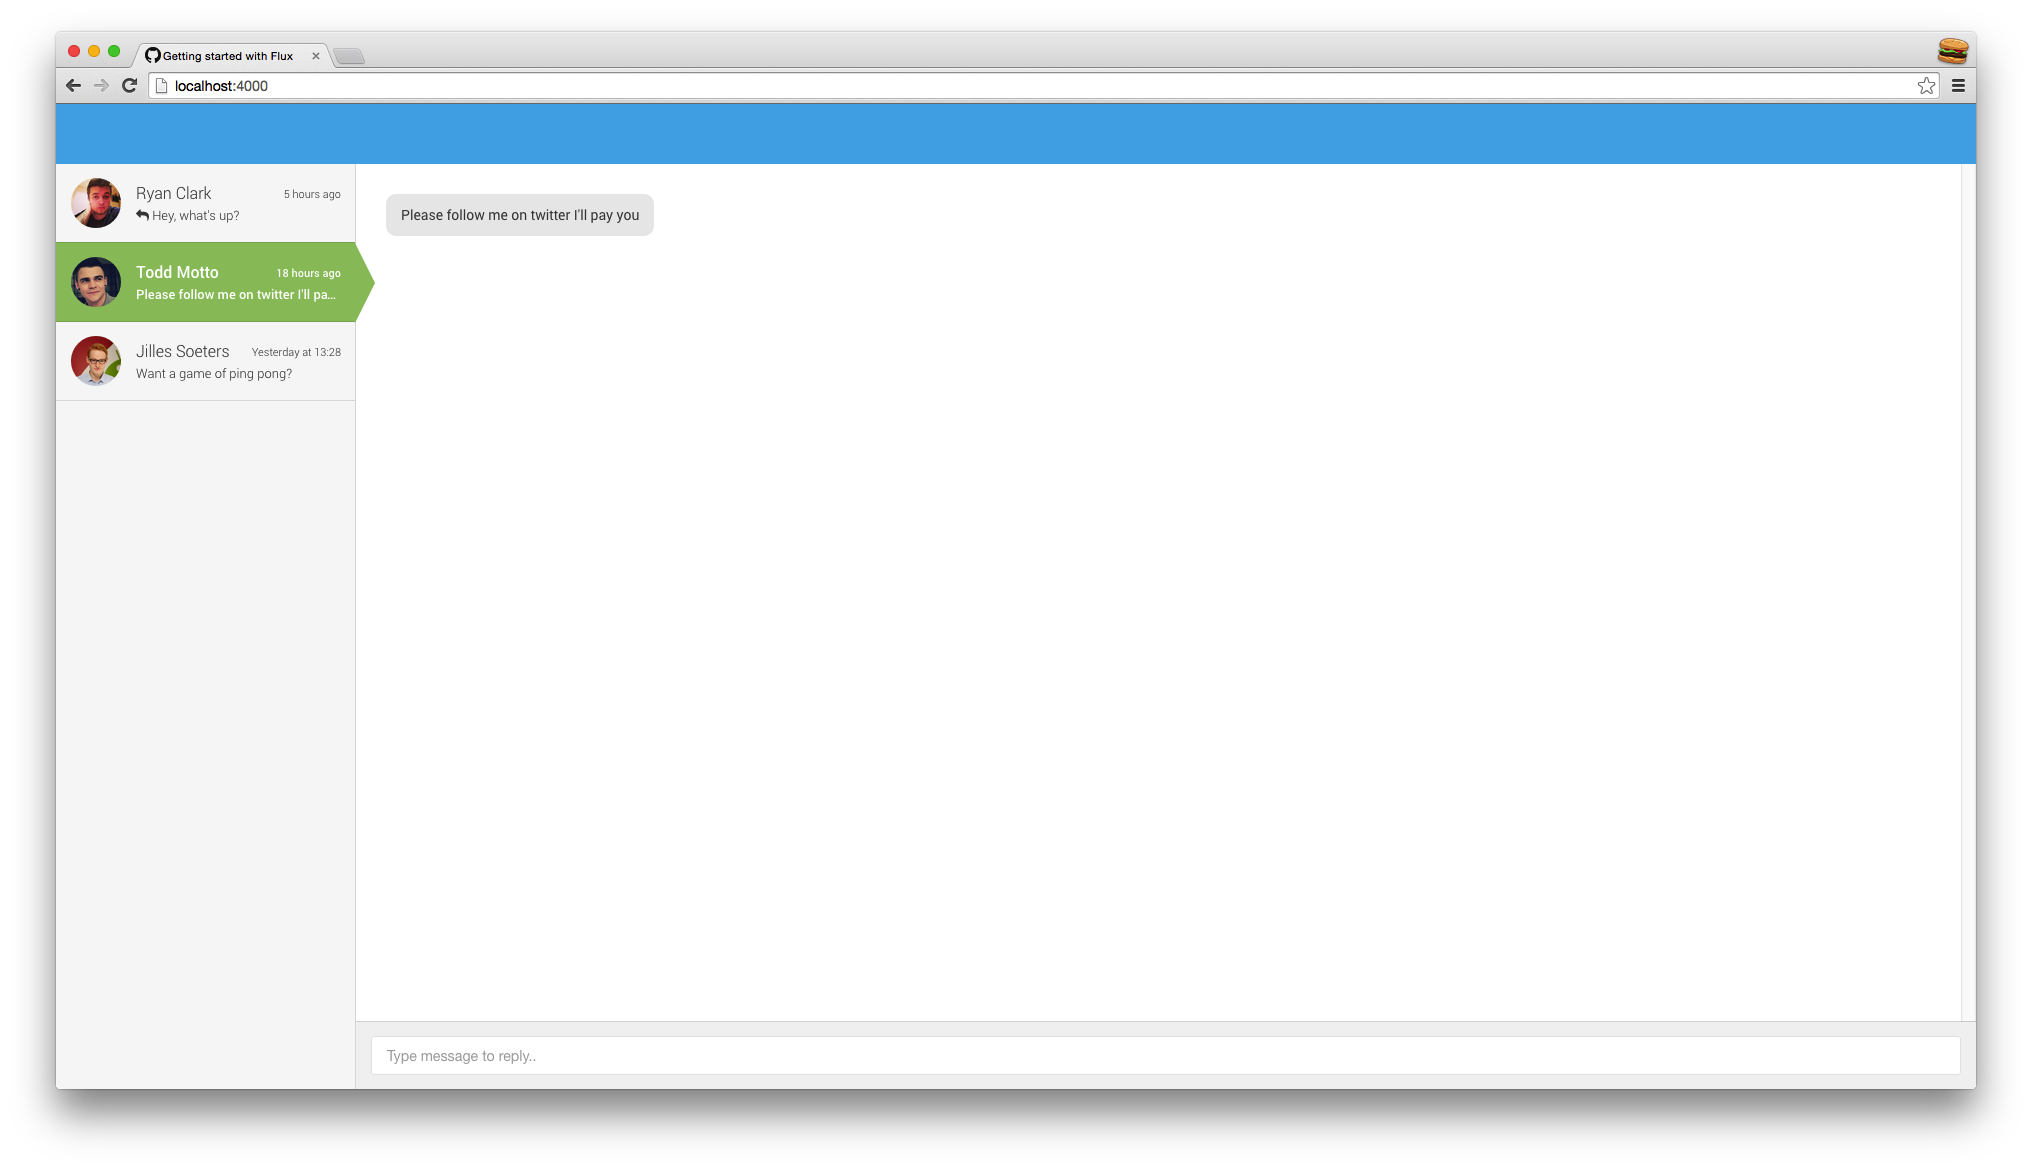 Getting started with Flux
localhost:4000
Ryan Clark 5 hours ago
Hey, what's up?
Todd Motto 18 hours ago
Please follow me on twitter I'll pa...
Jilles Soeters Yesterday at 13:28
Want a game of ping pong?
Please follow me on twitter I'll pay you
Type message to reply..